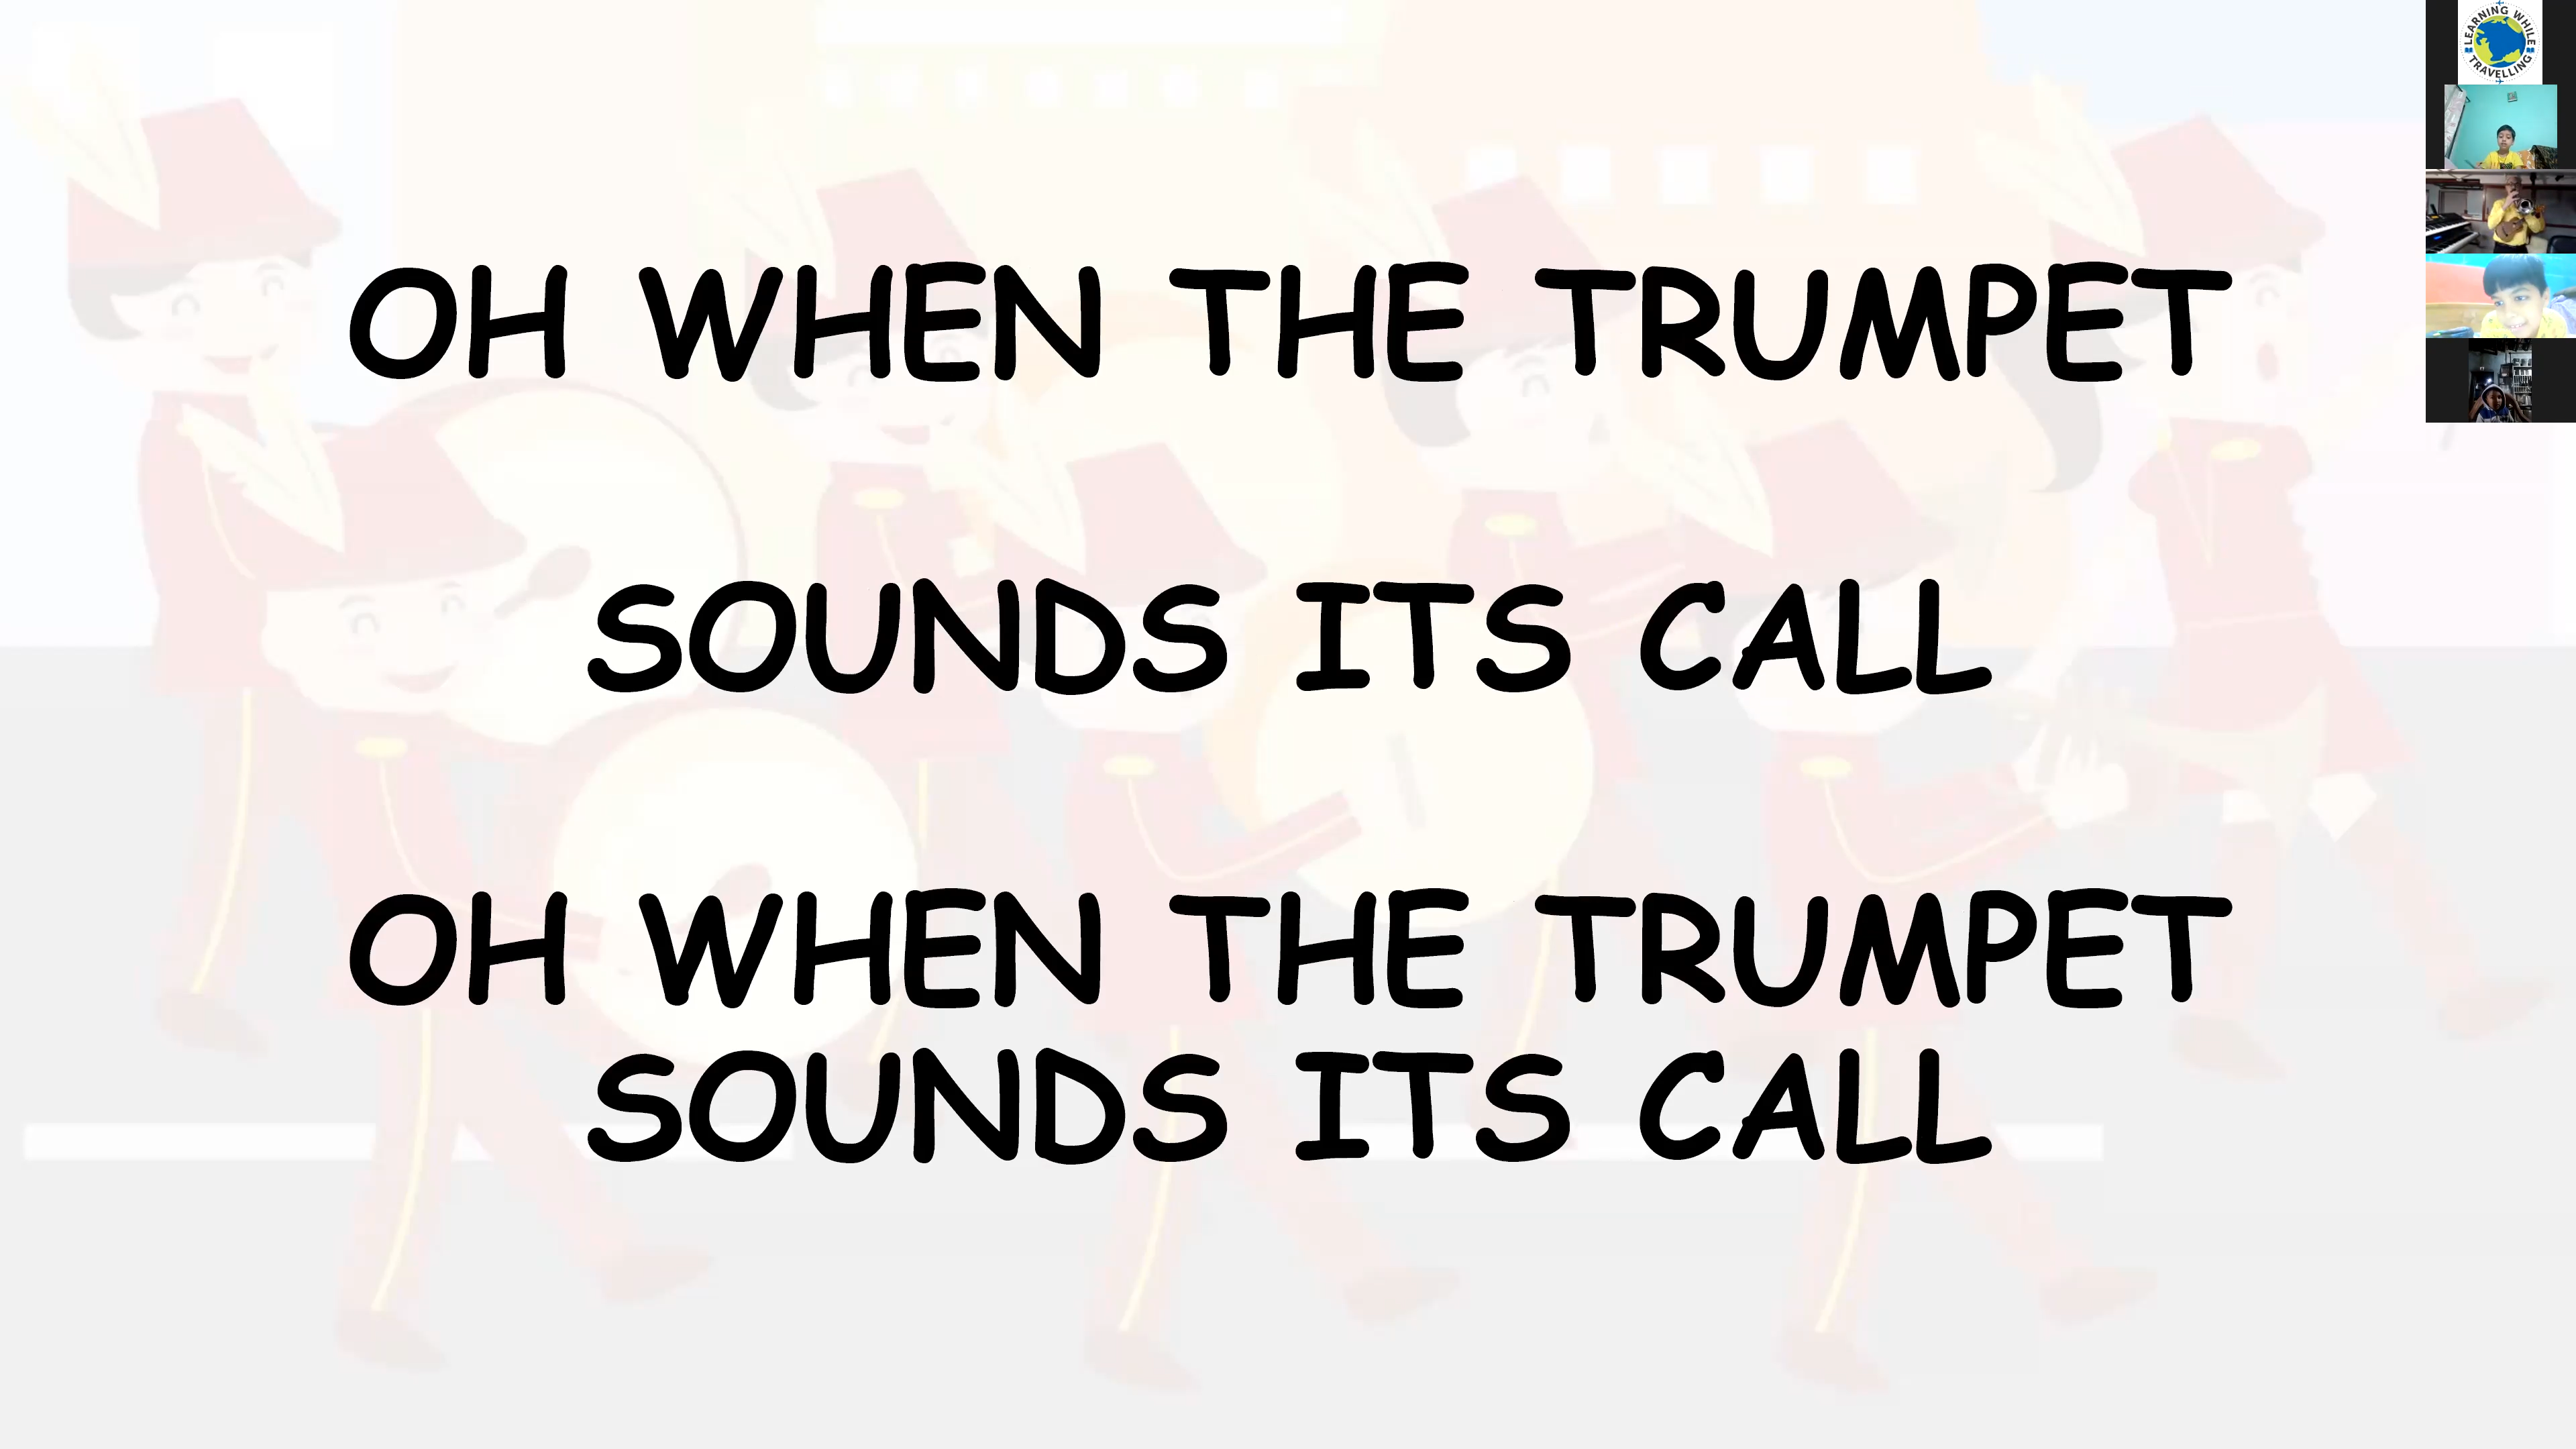 OH WHEN THE TRUMPET
SOUNDS ITS CALL
OH WHEN THE TRUMPET
SOUNDS ITS CALL
LEARNING WHILE
TRAVELLING